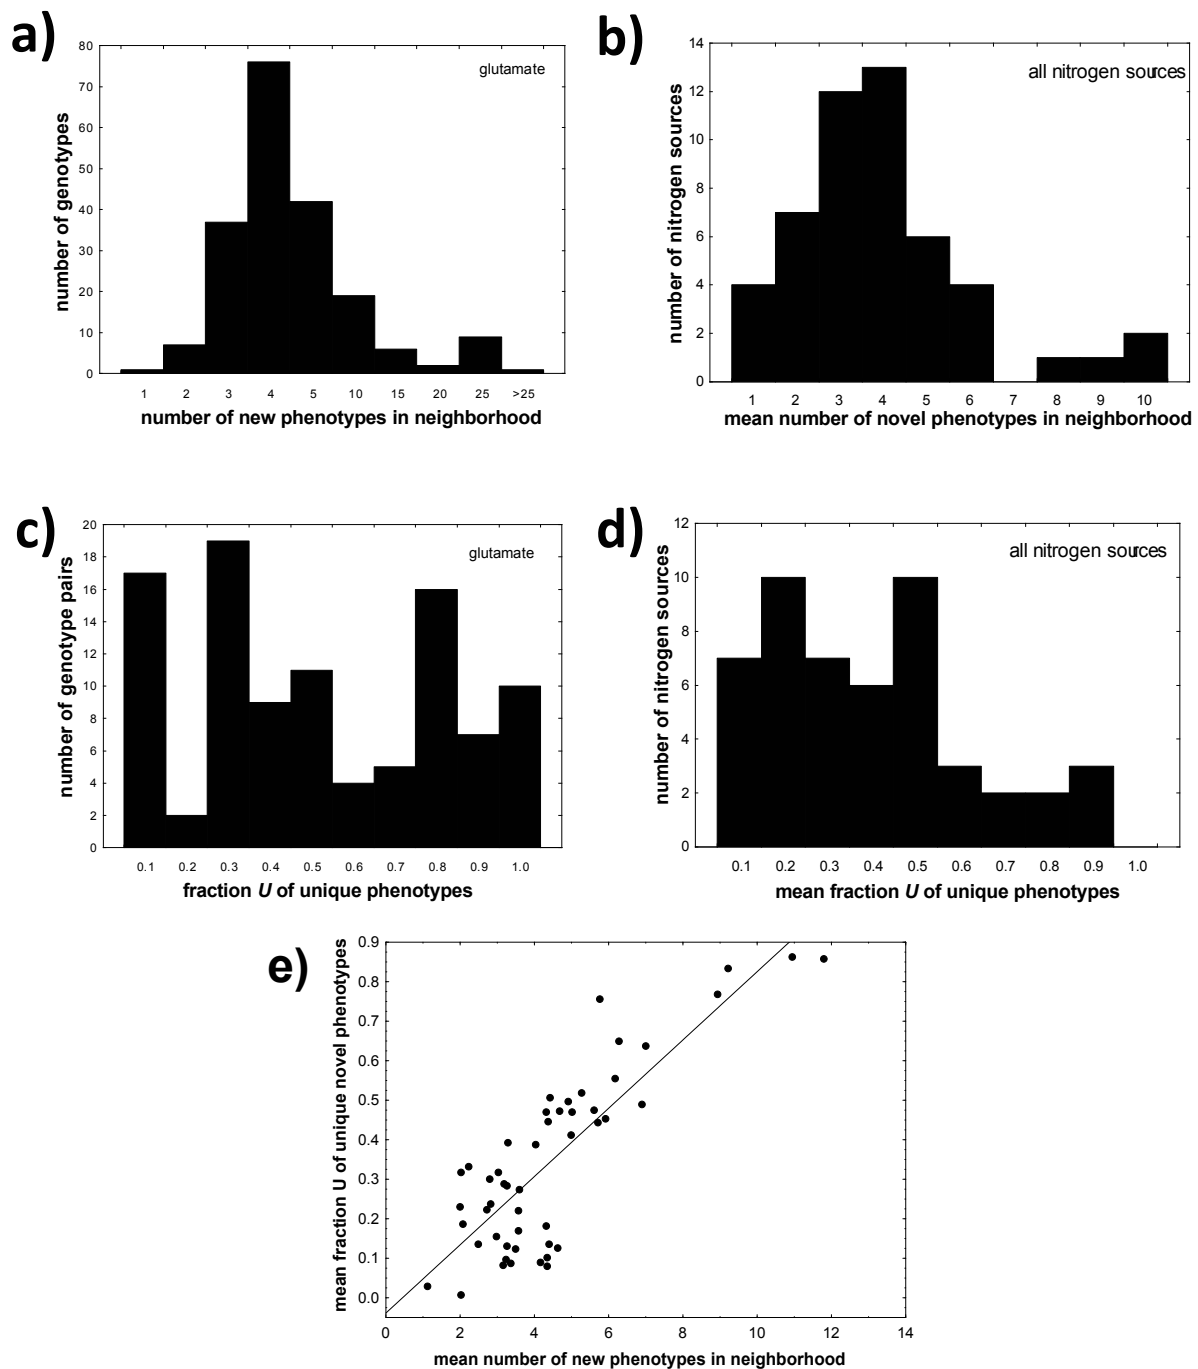 a)
glutamate
number of genotypes
80
70
60
50
40
30
20
10
0
1 2 3 4 5 10 15 20 25 >25
number of new phenotypes in neighborhood
b)
all nitrogen sources
number of nitrogen sources
14
12
10
8
6
4
2
0
1 2 3 4 5 6 7 8 9 10
mean number of novel phenotypes in neighborhood
c)
glutamate
number of genotype pairs
20
18
16
14
12
10
8
6
4
2
0
0.1 0.2 0.3 0.4 0.5 0.6 0.7 0.8 0.9 1.0
fraction U of unique phenotypes
d)
all nitrogen sources
number of nitrogen sources
12
10
8
6
4
2
0
0.1 0.2 0.3 0.4 0.5 0.6 0.7 0.8 0.9 1.0
mean fraction U of unique phenotypes
e)
mean fraction U of unique novel phenotypes
0.9
0.8
0.7
0.6
0.5
0.4
0.3
0.2
0.1
0.0
0 2 4 6 8 10 12 14
mean number of new phenotypes in neighborhood